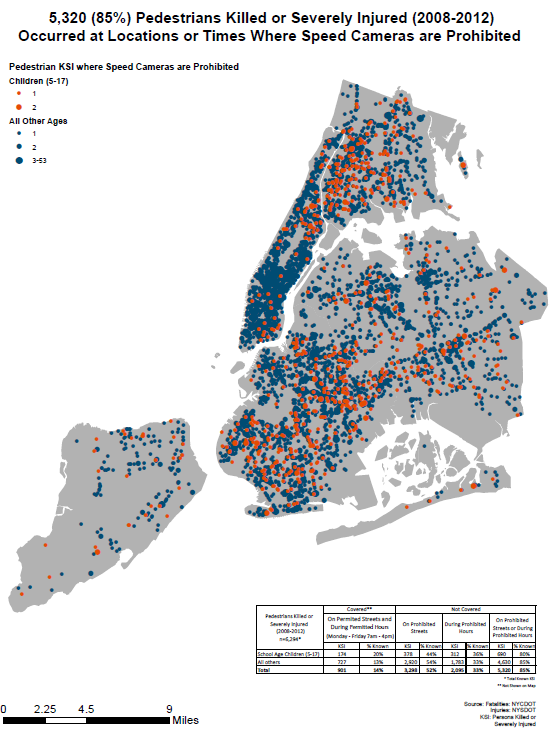 5,320 (85%) Pedestrians Killed or Severely Injured (2008-2012)
Occurred at Locations or Times Where Speed Cameras are Prohibited
Pedestrian KSI where Speed Cameras are Prohibited
Children (5-17)
1
2
All Other Ages
1
2
3-53
Pedestrians Killed or Severely Injured (2008-2012) n=6,294*
Covered** Not Covered
On Permitted Streets and During Permitted Hours (Monday - Friday 7am - 4pm) On Prohibited Streets During Prohibited Hours On Prohibited Streets or During Prohibited Hours
KSI % Known KSI % Known KSI % Known KSI % Known
School Age Children (5-17) 174 20% 378 44% 312 36% 690 80%
All others 727 13% 2,920 54% 1,783 33% 4,630 85%
Total 901 14% 3,298 52% 2,095 33% 5,320 85%
* Total Known KSI
** Not Shown on Map
0 2.25 4.5 9
Miles
Source: Fatalities: NYCDOT
Injuries: NYSDOT
KSI: Persons Killed or
Severely Injured